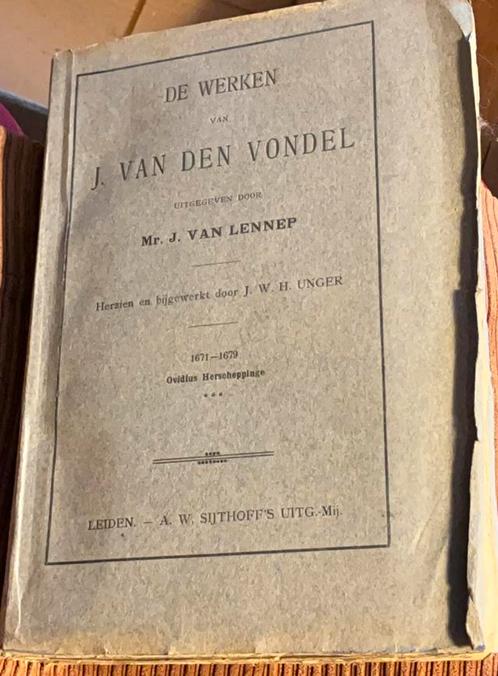 DE WERKEN
VAN
J. VAN DEN VONDEL
UITGEGEVEN DOOR
Mr. J. VAN LENNEP
Herzien en bijgewerkt door J. W. H. UNGER
1671—1679
Ovidius Herscheppinge
* * *
LEIDEN. — A. W. SIJTHOFF'S UITG.-Mij.